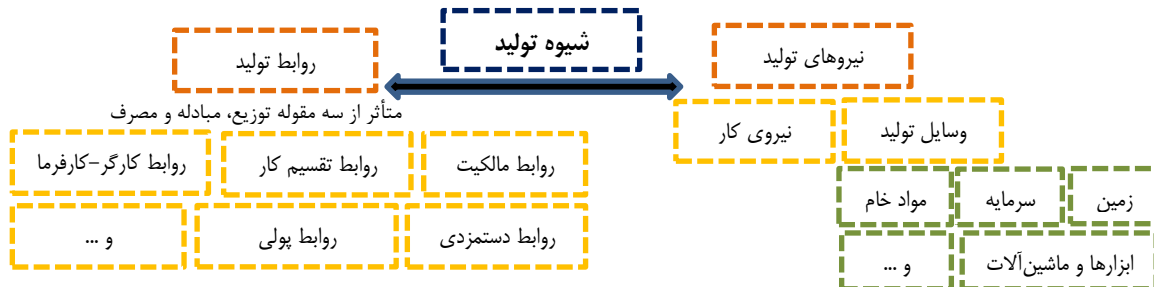 شیوه تولید
نیروهای تولید
روابط تولید
متأثر از سه مقوله توزیع، مبادله و مصرف
وسایل تولید
نیروی کار
روابط مالکیت
روابط تقسیم کار
روابط کارگر-کارفرما
زمین
سرمایه
مواد خام
روابط دستمزدی
روابط پولی
و ...
ابزارها و ماشین‌آلات
و ...